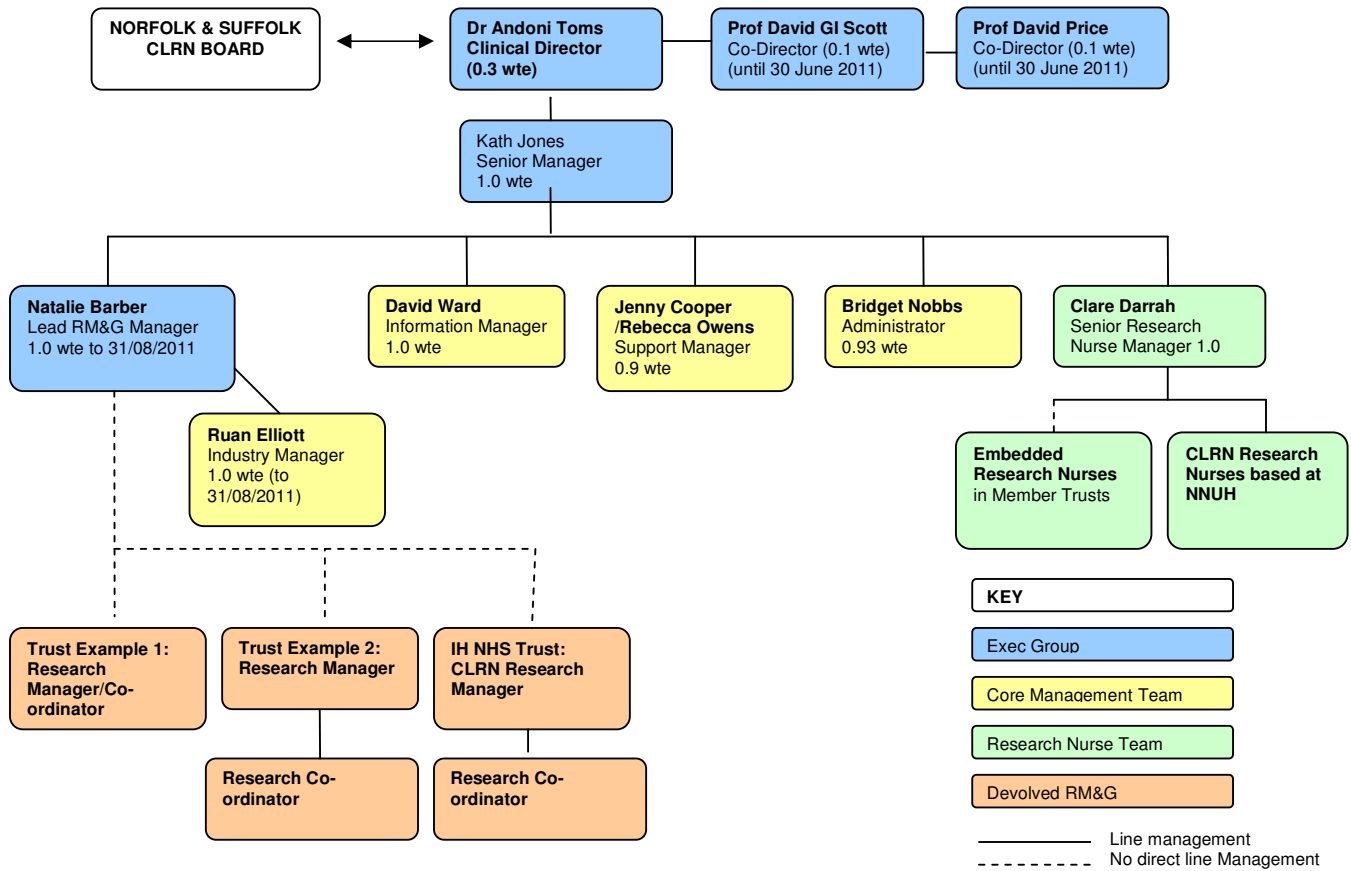 NORFOLK & SUFFOLK
CLRN BOARD
Dr Andoni Toms
Clinical Director
(0.3 wte)
Prof David GI Scott
Co-Director (0.1 wte)
(until 30 June 2011)
Prof David Price
Co-Director (0.1 wte)
(until 30 June 2011)
Kath Jones
Senior Manager
1.0 wte
Natalie Barber
Lead RM&G Manager
1.0 wte to 31/08/2011
David Ward
Information Manager
1.0 wte
Jenny Cooper
/Rebecca Owens
Support Manager
0.9 wte
Bridget Nobbs
Administrator
0.93 wte
Clare Darrah
Senior Research
Nurse Manager 1.0
Ruan Elliott
Industry Manager
1.0 wte (to
31/08/2011)
Embedded
Research Nurses
in Member Trusts
CLRN Research
Nurses based at
NNUH
Trust Example 1:
Research
Manager/Co-
ordinator
Trust Example 2:
Research Manager
IH NHS Trust:
CLRN Research
Manager
Research Co-
ordinator
Research Co-
ordinator
KEY
Exec Group
Core Management Team
Research Nurse Team
Devolved RM&G
Line management
No direct line Management